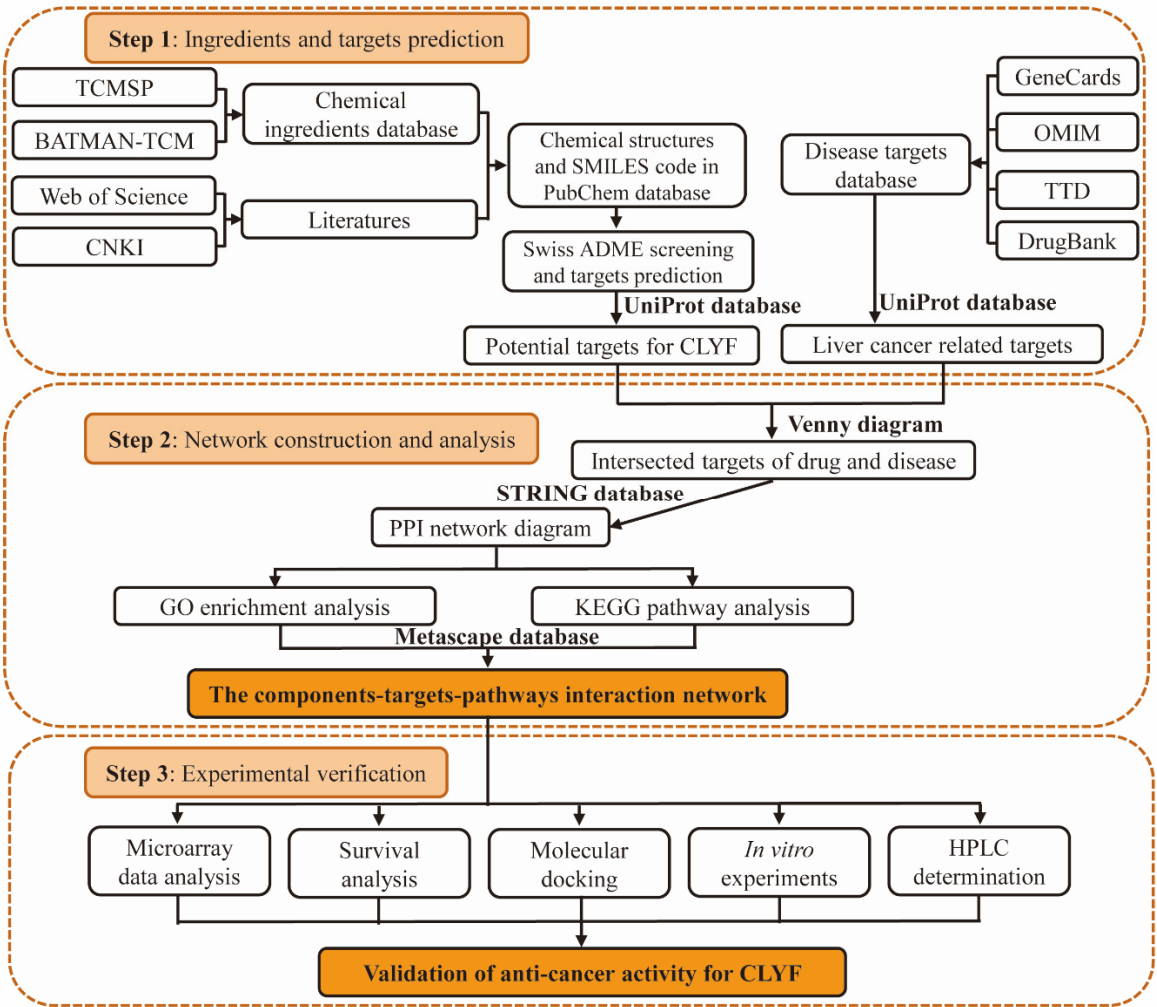 Step 1: Ingredients and targets prediction
TCMSP
BATMAN-TCM
Web of Science
CNKI
Chemical
ingredients database
Literatures
Chemical structures
and SMILES code in
PubChem database
Swiss ADME screening
and targets prediction
UniProt database
Potential targets for CLYF
GeneCards
OMIM
TTD
DrugBank
Disease targets
database
UniProt database
Liver cancer related targets
Step 2: Network construction and analysis
Venny diagram
Intersected targets of drug and disease
STRING database
PPI network diagram
GO enrichment analysis
KEGG pathway analysis
Metascape database
The components-targets-pathways interaction network
Step 3: Experimental verification
Microarray
data analysis
Survival
analysis
Molecular
docking
In vitro
experiments
HPLC
determination
Validation of anti-cancer activity for CLYF